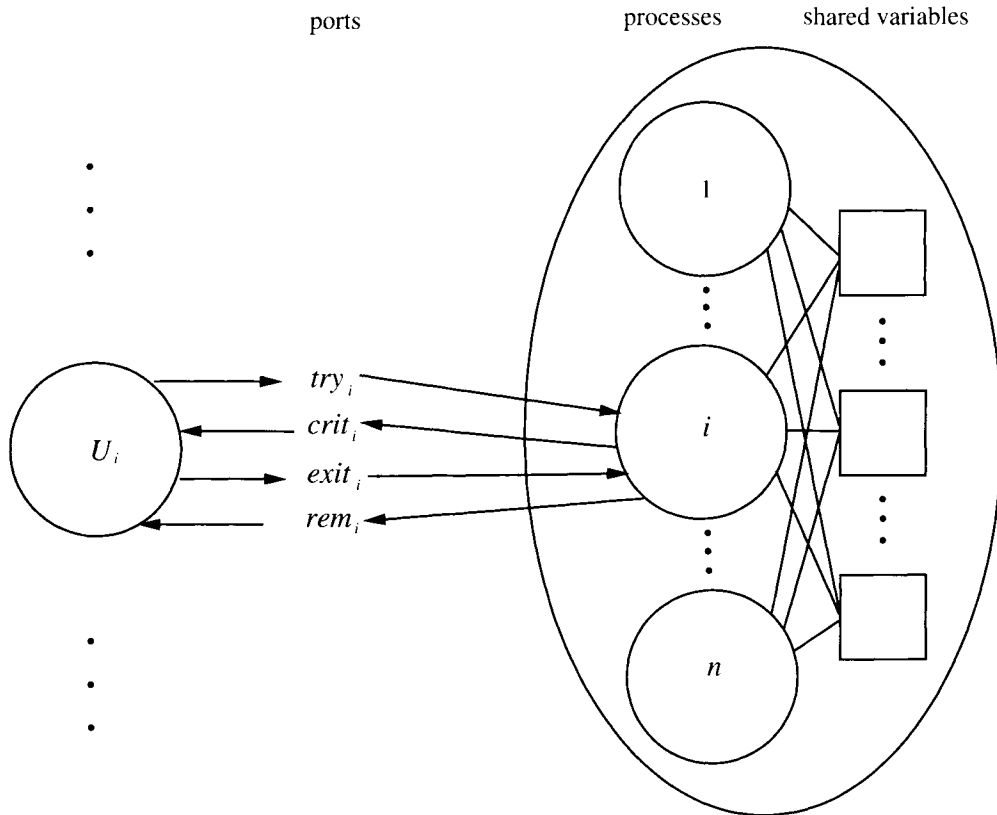 ports processes shared variables
1
try_i
crit_i
U_i i
exit_i
rem_i
n